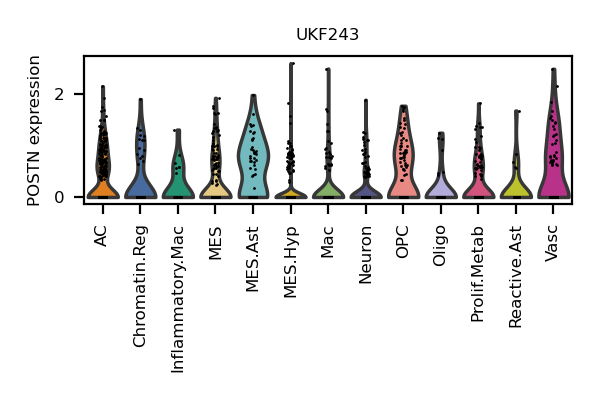 UKF243
POSTN expression
2
0
AC
Chromatin.Reg
Inflammatory.Mac
MES
MES.Ast
MES.Hyp
Mac
Neuron
OPC
Oligo
Prolif.Metab
Reactive.Ast
Vasc